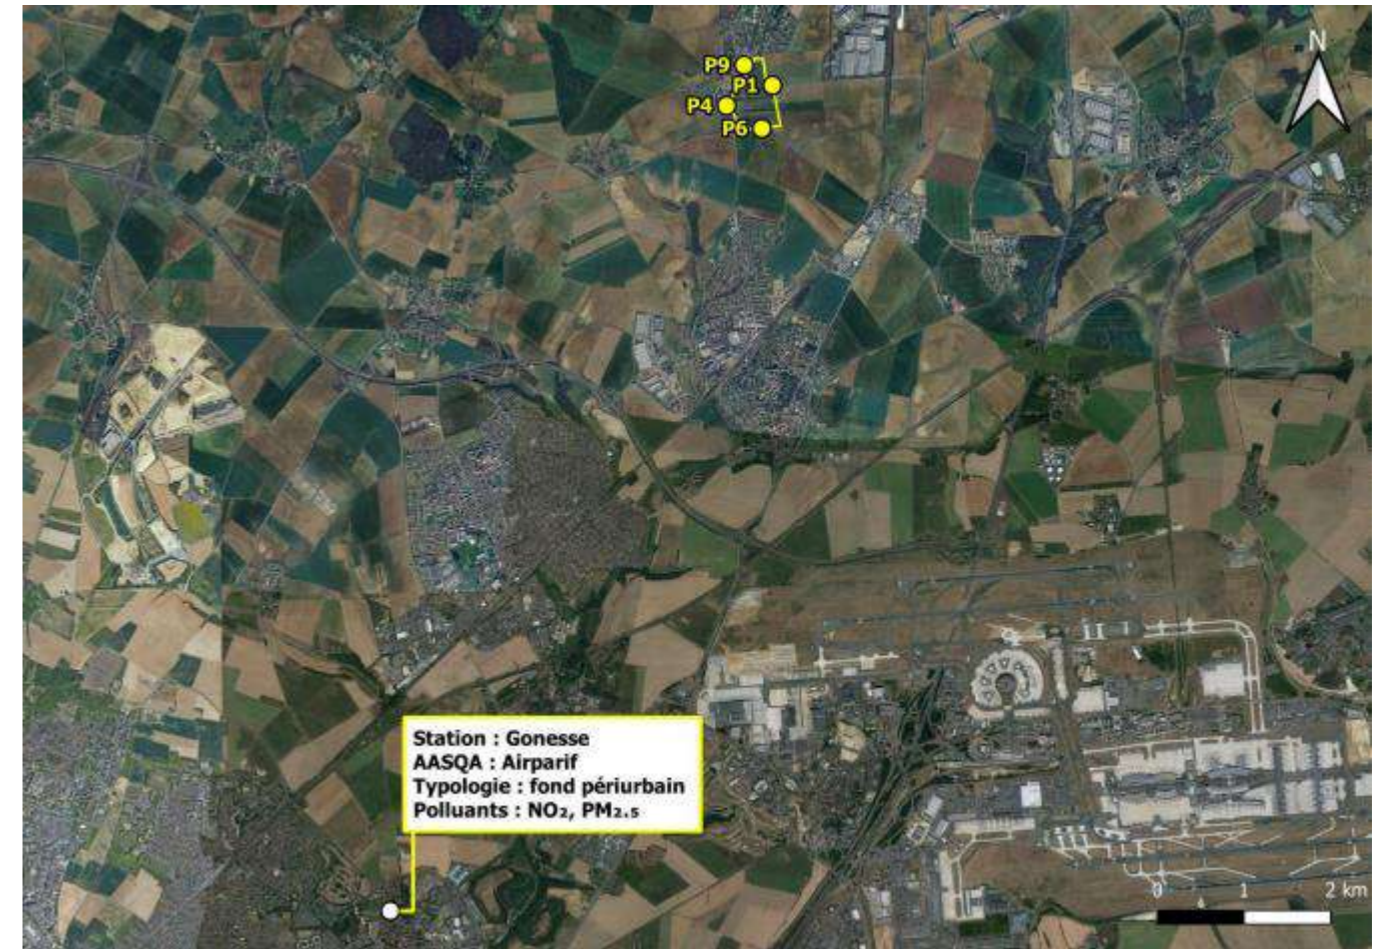 N
P9
P1
P4
P6
Station : Gonesse
AASQA : Airparif
Typologie : fond périurbain
Polluants : NO₂, PM₂.₅
0 1 2 km